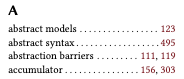 A
abstract models . . . . . . . . . . . . . . . . . 123
abstract syntax . . . . . . . . . . . . . . . . . 495
abstraction barriers . . . . . . . . . 111, 119
accumulator . . . . . . . . . . . . . . . 156, 303